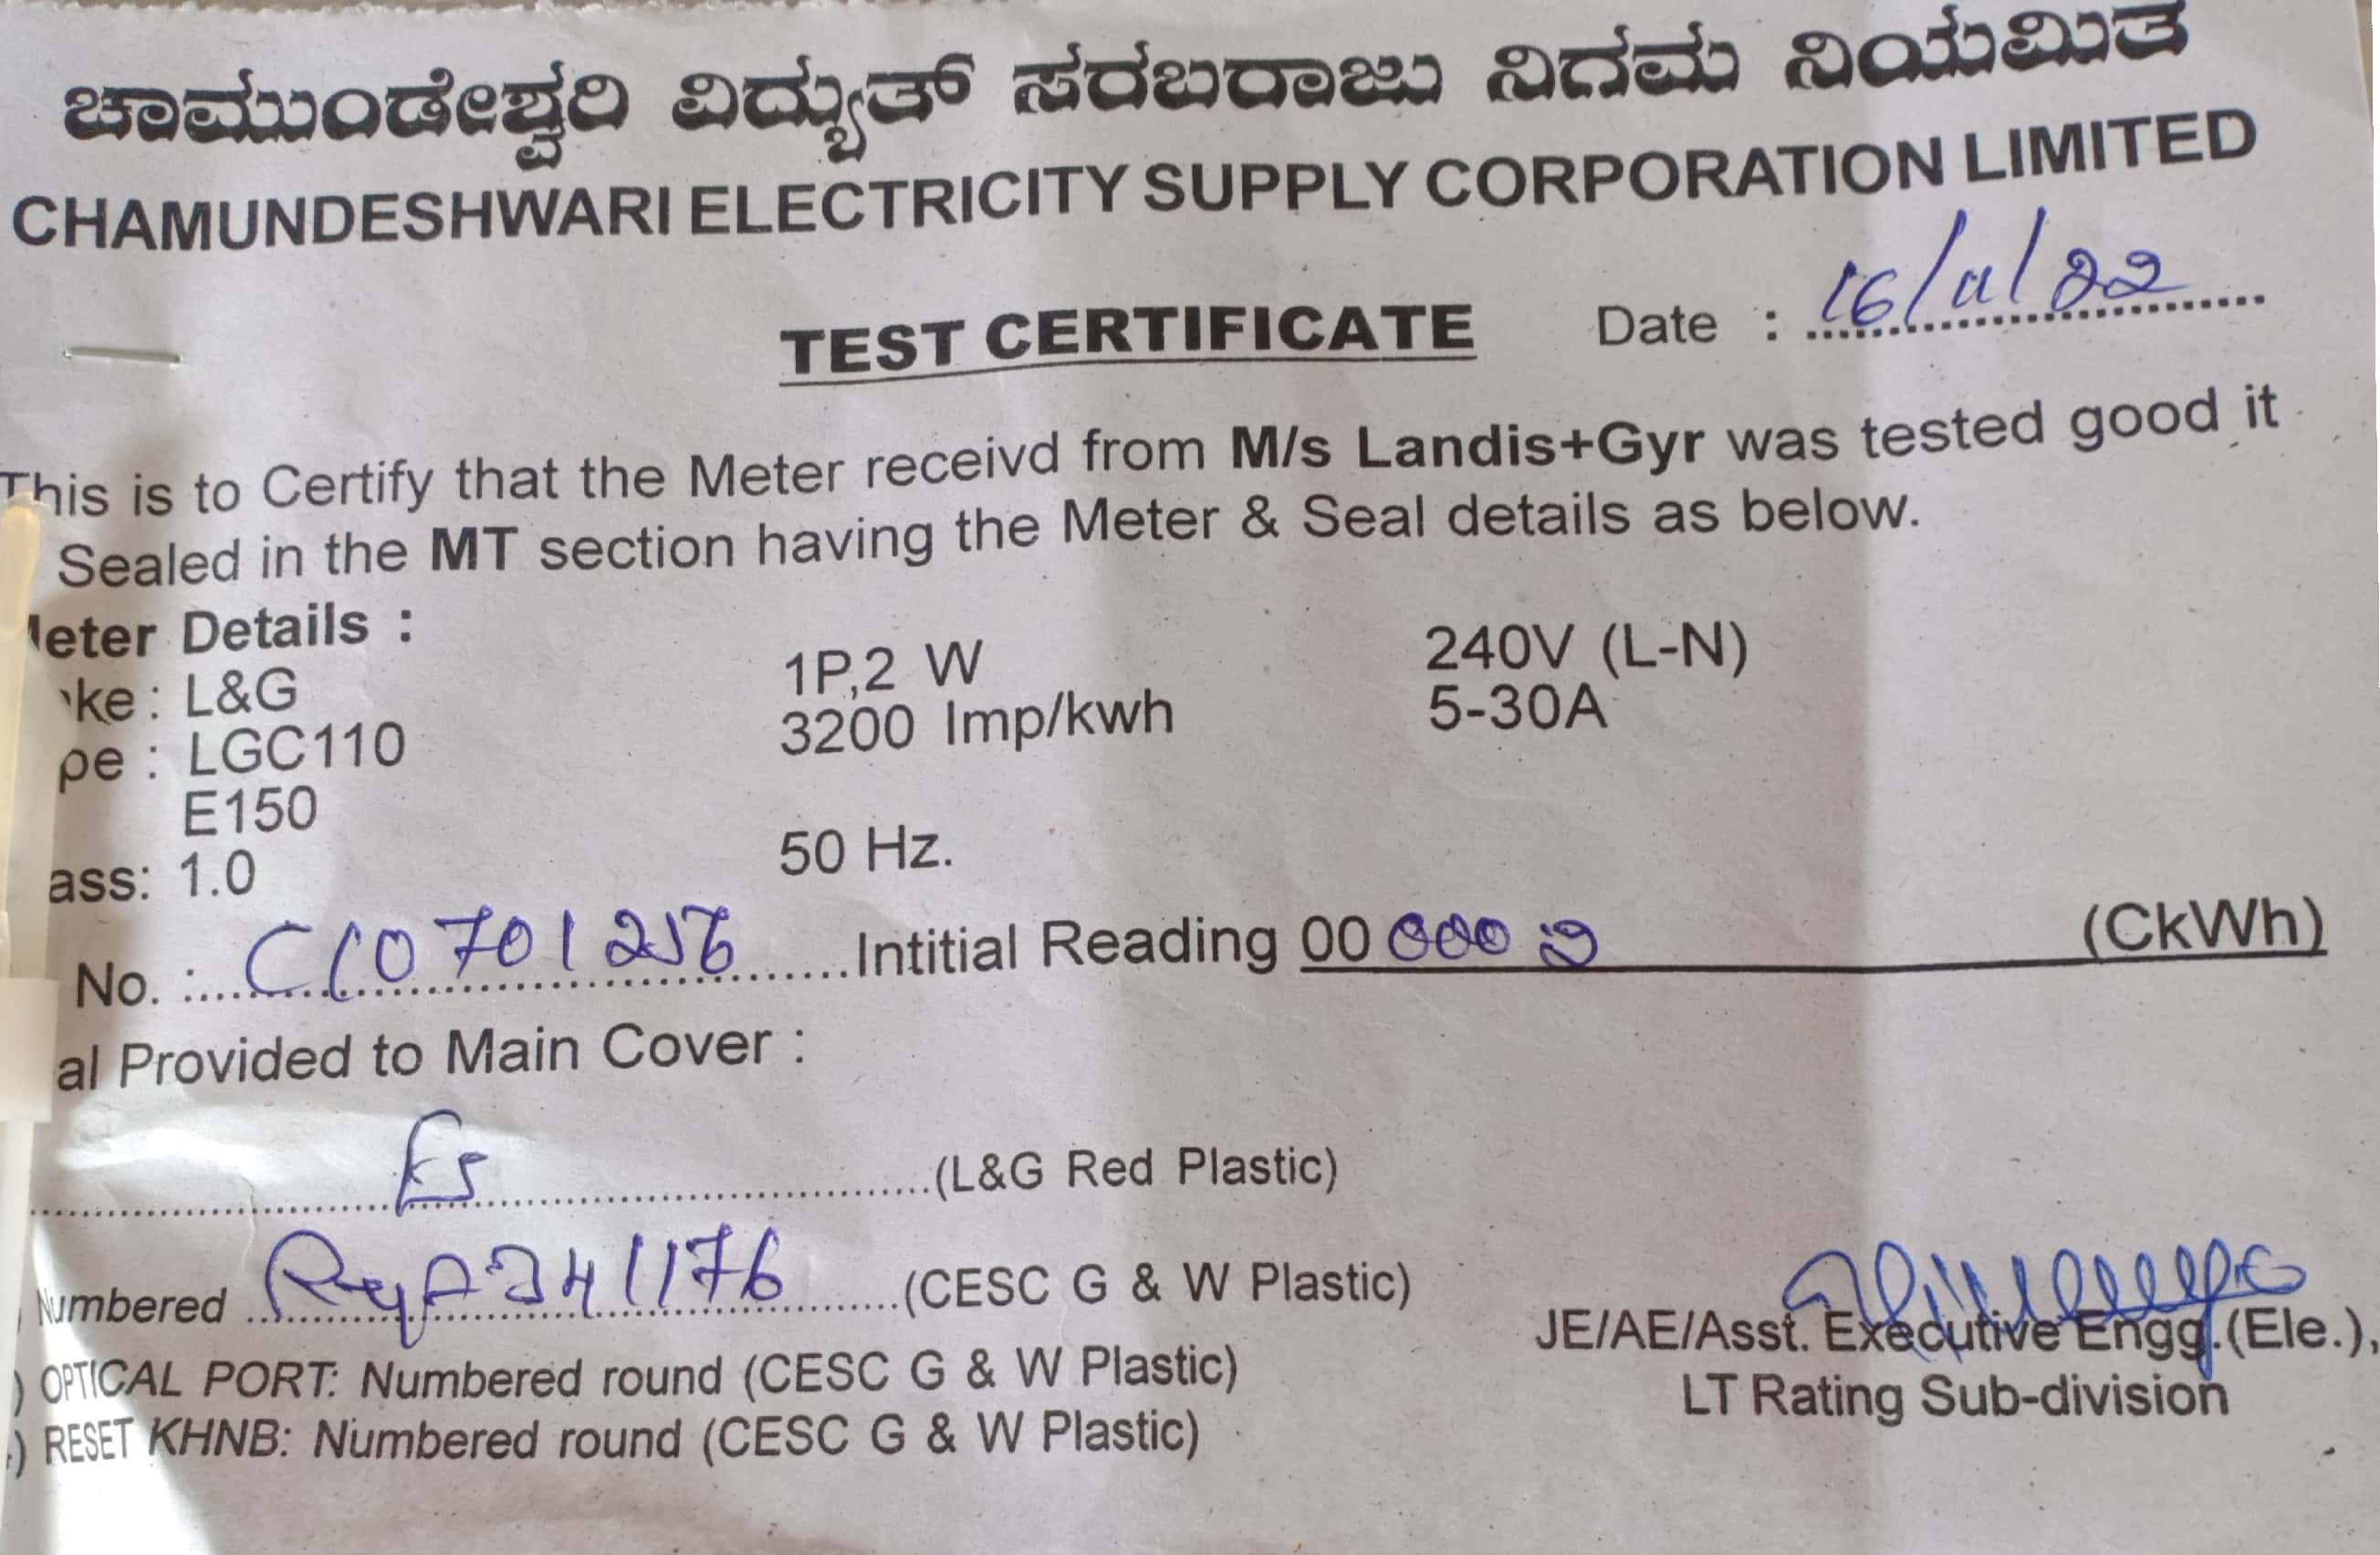 ಚಾಮುಂಡೇಶ್ವರಿ ವಿದ್ಯುತ್ ಸರಬರಾಜು ನಿಗಮ ನಿಯಮಿತ
CHAMUNDESHWARI ELECTRICITY SUPPLY CORPORATION LIMITED
TEST CERTIFICATE Date : 16/11/22
This is to Certify that the Meter receivd from M/s Landis+Gyr was tested good it
Sealed in the MT section having the Meter & Seal details as below.
eter Details :
ke : L&G 1P,2 W 240V (L-N)
pe : LGC110 3200 Imp/kwh 5-30A
E150
ass: 1.0 50 Hz.
No. : Intitial Reading 00 (CkWh)
al Provided to Main Cover :
(L&G Red Plastic)
Numbered (CESC G & W Plastic)
) OPTICAL PORT: Numbered round (CESC G & W Plastic)
) RESET KHNB: Numbered round (CESC G & W Plastic)
JE/AE/Asst. Executive Engg.(Ele.),
LT Rating Sub-division